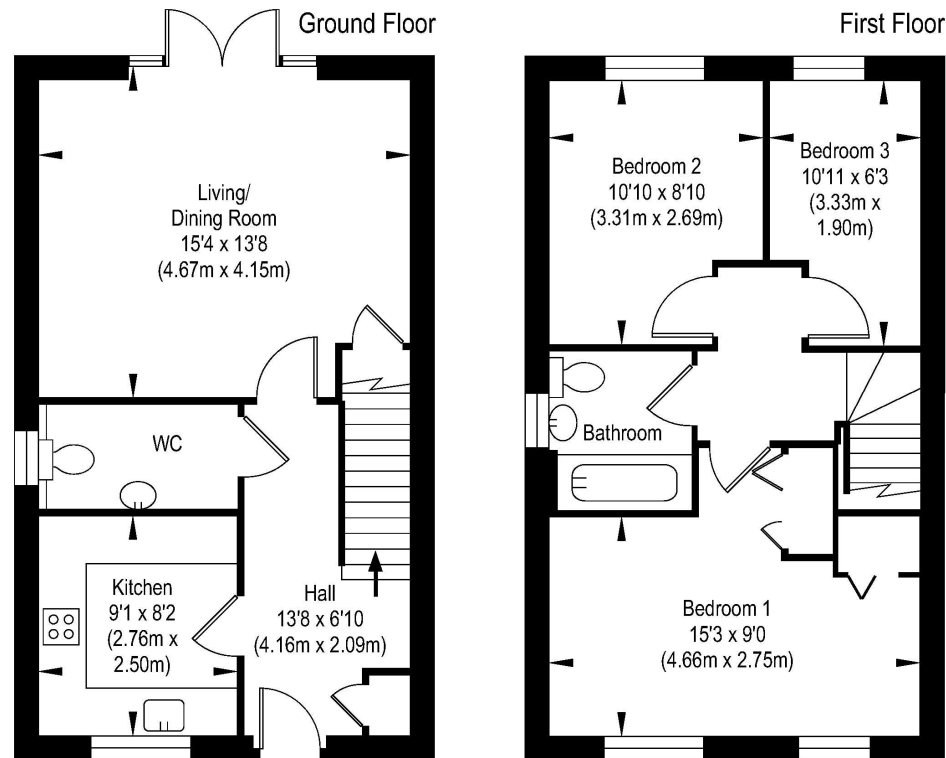 Ground Floor
Living/
Dining Room
15'4 x 13'8
(4.67m x 4.15m)
WC
Kitchen
9'1 x 8'2
(2.76m x
2.50m)
Hall
13'8 x 6'10
(4.16m x 2.09m)
First Floor
Bedroom 2
10'10 x 8'10
(3.31m x 2.69m)
Bedroom 3
10'11 x 6'3
(3.33m x
1.90m)
Bathroom
Bedroom 1
15'3 x 9'0
(4.66m x 2.75m)